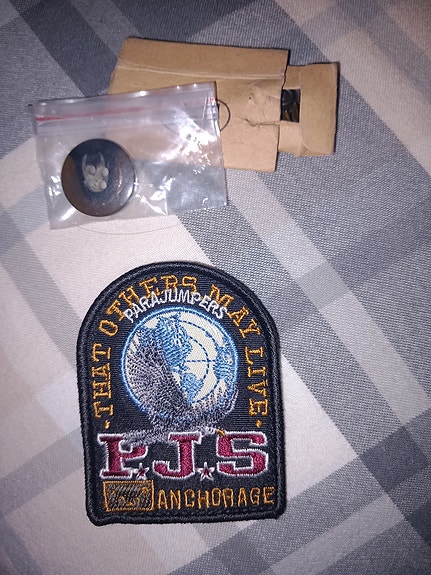 -THAT OTHERS MAY LIVE-
PARAJUMPERS
P.J.S
ANCHORAGE